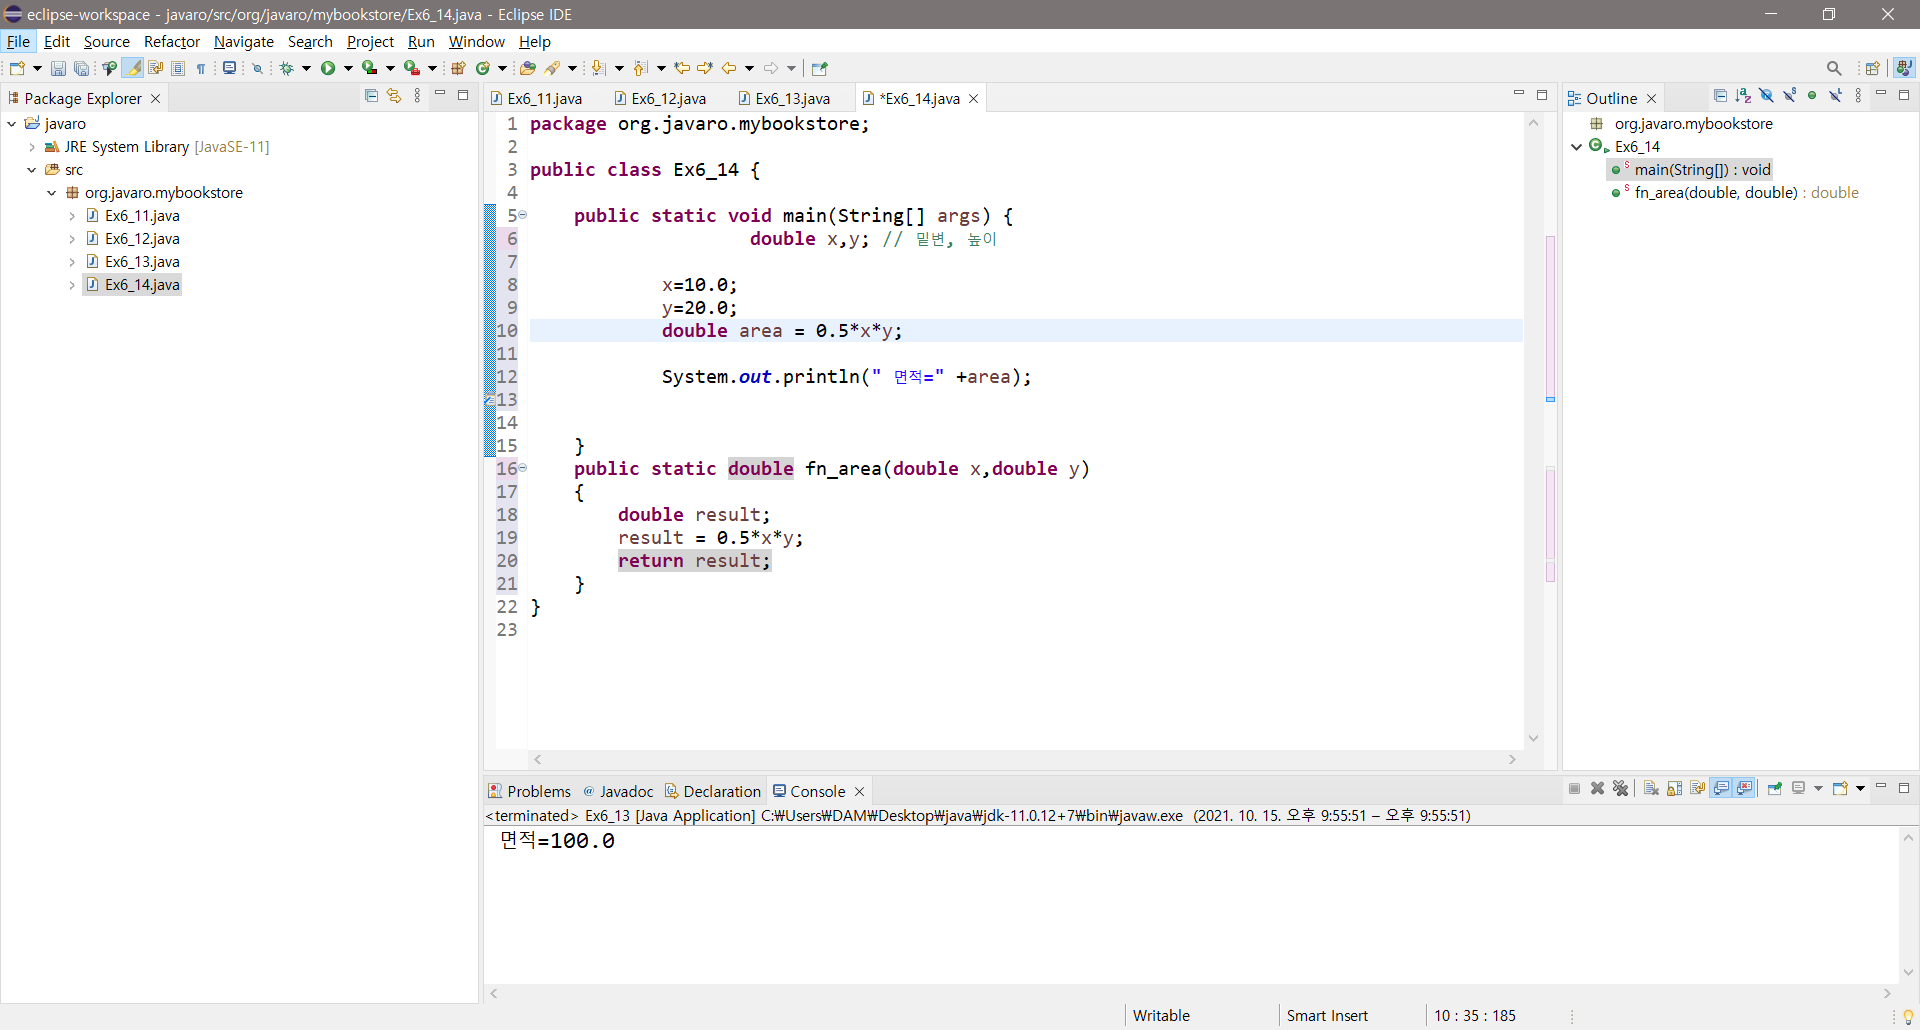 eclipse-workspace - javaro/src/org/javaro/mybookstore/Ex6_14.java - Eclipse IDE
File Edit Source Refactor Navigate Search Project Run Window Help
Package Explorer
javaro
JRE System Library [JavaSE-11]
src
org.javaro.mybookstore
Ex6_11.java
Ex6_12.java
Ex6_13.java
Ex6_14.java
Ex6_11.java Ex6_12.java Ex6_13.java *Ex6_14.java
1 package org.javaro.mybookstore;
2
3 public class Ex6_14 {
4
5 public static void main(String[] args) {
6 double x,y; // 밑변, 높이
7
8 x=10.0;
9 y=20.0;
10 double area = 0.5*x*y;
11
12 System.out.println(" 면적=" +area);
13
14
15 }
16 public static double fn_area(double x,double y)
17 {
18 double result;
19 result = 0.5*x*y;
20 return result;
21 }
22 }
23
Outline
org.javaro.mybookstore
Ex6_14
main(String[]) : void
fn_area(double, double) : double
Problems @ Javadoc Declaration Console
<terminated> Ex6_13 [Java Application] C:₩Users₩DAM₩Desktop₩java₩jdk-11.0.12+7₩bin₩javaw.exe (2021. 10. 15. 오후 9:55:51 – 오후 9:55:51)
면적=100.0
Writable Smart Insert 10 : 35 : 185